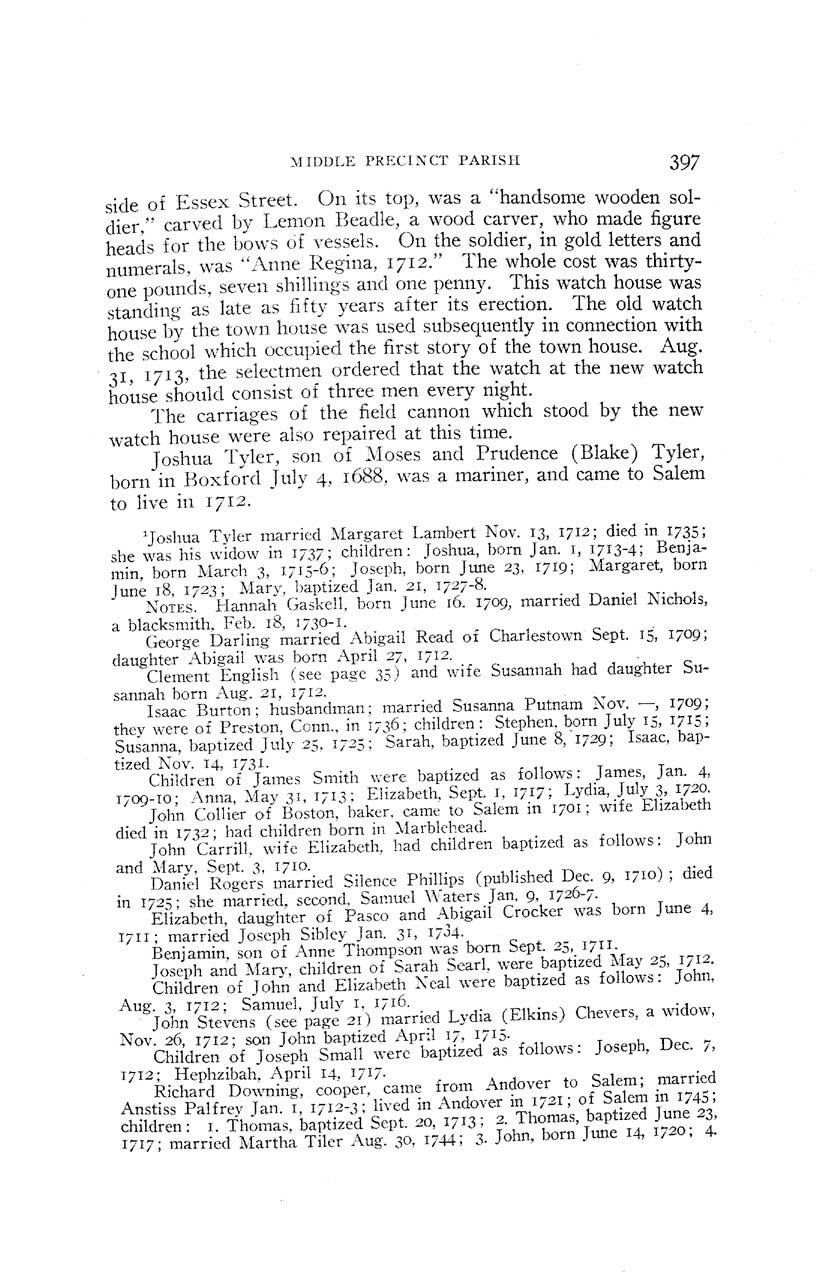 MIDDLE PRECINCT PARISH 397
side of Essex Street. On its top, was a "handsome wooden sol-
dier," carved by Lemon Beadle, a wood carver, who made figure
heads for the bows of vessels. On the soldier, in gold letters and
numerals, was "Anne Regina, 1712." The whole cost was thirty-
one pounds, seven shillings and one penny. This watch house was
standing as late as fifty years after its erection. The old watch
house by the town house was used subsequently in connection with
the school which occupied the first story of the town house. Aug.
31, 1713, the selectmen ordered that the watch at the new watch
house should consist of three men every night.
The carriages of the field cannon which stood by the new
watch house were also repaired at this time.
Joshua Tyler, son of Moses and Prudence (Blake) Tyler,
born in Boxford July 4, 1688, was a mariner, and came to Salem
to live in 1712.
¹Joshua Tyler married Margaret Lambert Nov. 13, 1712; died in 1735;
she was his widow in 1737; children: Joshua, born Jan. 1, 1713-4; Benja-
min, born March 3, 1715-6; Joseph, born June 23, 1719; Margaret, born
June 18, 1723; Mary, baptized Jan. 21, 1727-8.
NOTES. Hannah Gaskell, born June 16, 1709, married Daniel Nichols,
a blacksmith, Feb. 18, 1730-1.
George Darling married Abigail Read of Charlestown Sept. 15, 1709;
daughter Abigail was born April 27, 1712.
Clement English (see page 35) and wife Susannah had daughter Su-
sannah born Aug. 21, 1712.
Isaac Burton; husbandman; married Susanna Putnam Nov. —, 1709;
they were of Preston, Conn., in 1736; children: Stephen, born July 15, 1715;
Susanna, baptized July 25, 1725; Sarah, baptized June 8, 1729; Isaac, bap-
tized Nov. 14, 1731.
Children of James Smith were baptized as follows: James, Jan. 4,
1709-10; Anna, May 31, 1713; Elizabeth, Sept. 1, 1717; Lydia, July 3, 1720.
John Collier of Boston, baker, came to Salem in 1701; wife Elizabeth
died in 1732; had children born in Marblehead.
John Carrill, wife Elizabeth, had children baptized as follows: John
and Mary, Sept. 3, 1710.
Daniel Rogers married Silence Phillips (published Dec. 9, 1710); died
in 1725; she married, second, Samuel Waters Jan. 9, 1726-7.
Elizabeth, daughter of Pasco and Abigail Crocker was born June 4,
1711; married Joseph Sibley Jan. 31, 1734.
Benjamin, son of Anne Thompson was born Sept. 25, 1711.
Joseph and Mary, children of Sarah Searl, were baptized May 25, 1712.
Children of John and Elizabeth Neal were baptized as follows: John,
Aug. 3, 1712; Samuel, July 1, 1716.
John Stevens (see page 21) married Lydia (Elkins) Chevers, a widow,
Nov. 26, 1712; son John baptized April 17, 1715.
Children of Joseph Small were baptized as follows: Joseph, Dec. 7,
1712; Hephzibah, April 14, 1717.
Richard Downing, cooper, came from Andover to Salem; married
Anstiss Palfrey Jan. 1, 1712-3; lived in Andover in 1721; of Salem in 1745;
children: 1. Thomas, baptized Sept. 20, 1713; 2. Thomas, baptized June 23,
1717; married Martha Tiler Aug. 30, 1744; 3. John, born June 14, 1720; 4.